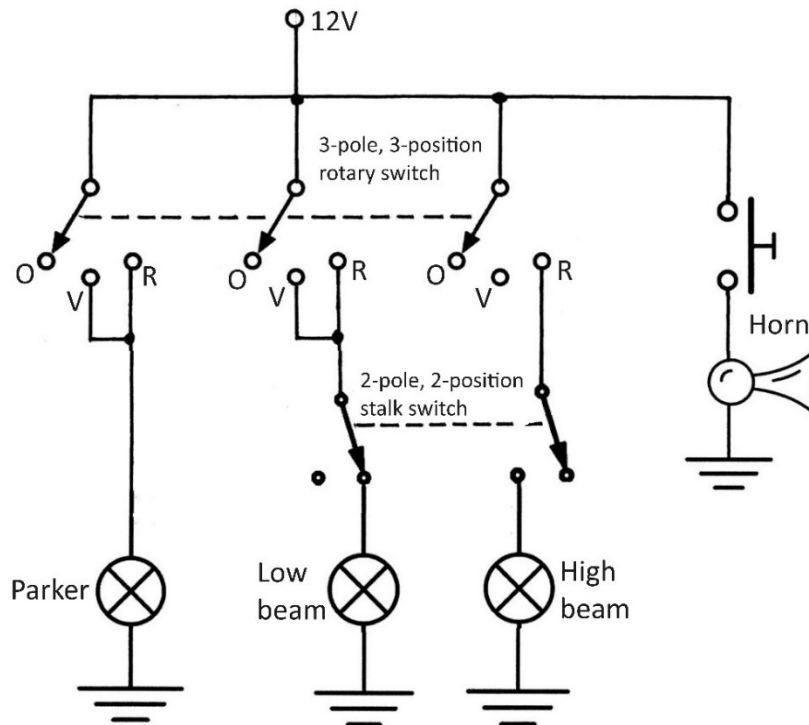 12V
3-pole, 3-position
rotary switch
O
V
R
O
V
R
O
V
R
Horn
2-pole, 2-position
stalk switch
Parker
Low
beam
High
beam